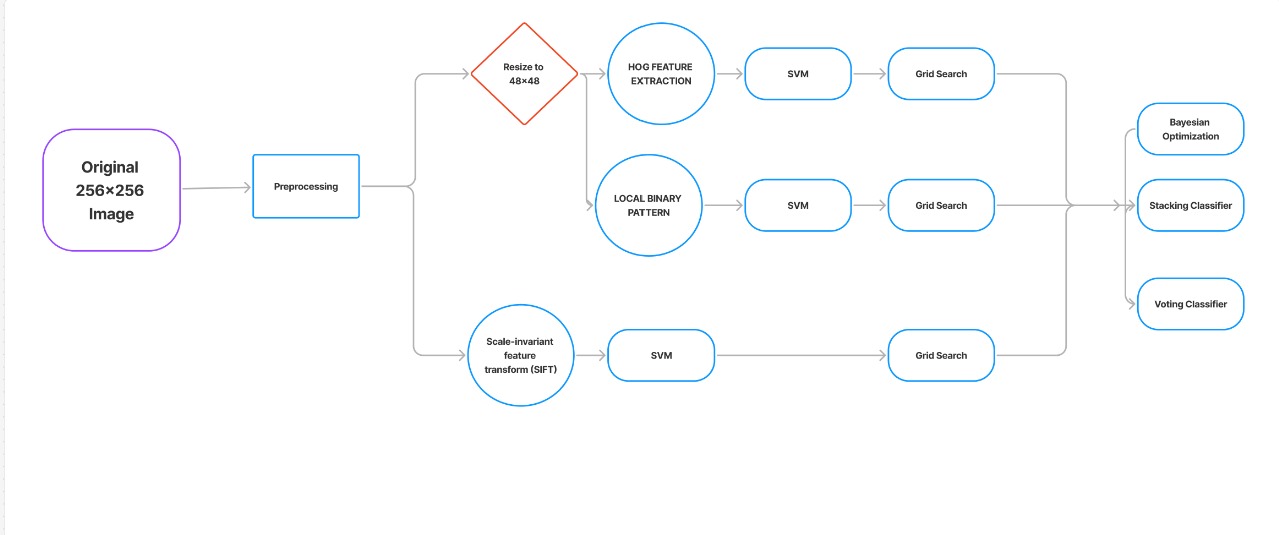 Original
256×256
Image
Preprocessing
Resize to
48×48
HOG FEATURE
EXTRACTION
SVM
Grid Search
LOCAL BINARY
PATTERN
SVM
Grid Search
Scale-invariant
feature
transform (SIFT)
SVM
Grid Search
Bayesian
Optimization
Stacking Classifier
Voting Classifier